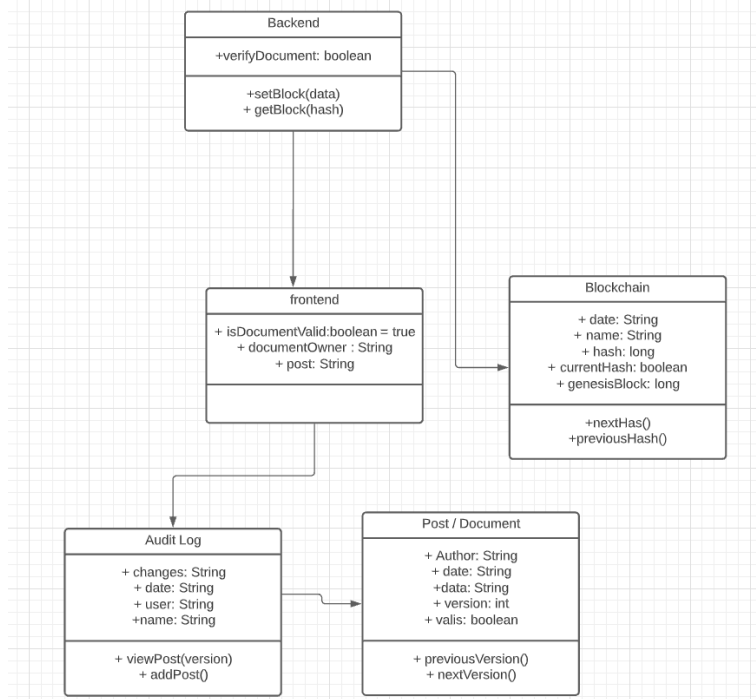 Backend
+verifyDocument: boolean
+setBlock(data)
+ getBlock(hash)
frontend
+ isDocumentValid:boolean = true
+ documentOwner : String
+ post: String
Blockchain
+ date: String
+ name: String
+ hash: long
+ currentHash: boolean
+ genesisBlock: long
+nextHas()
+previousHash()
Audit Log
+ changes: String
+ date: String
+ user: String
+name: String
+ viewPost(version)
+ addPost()
Post / Document
+ Author: String
+ date: String
+data: String
+ version: int
+ valis: boolean
+ previousVersion()
+ nextVersion()